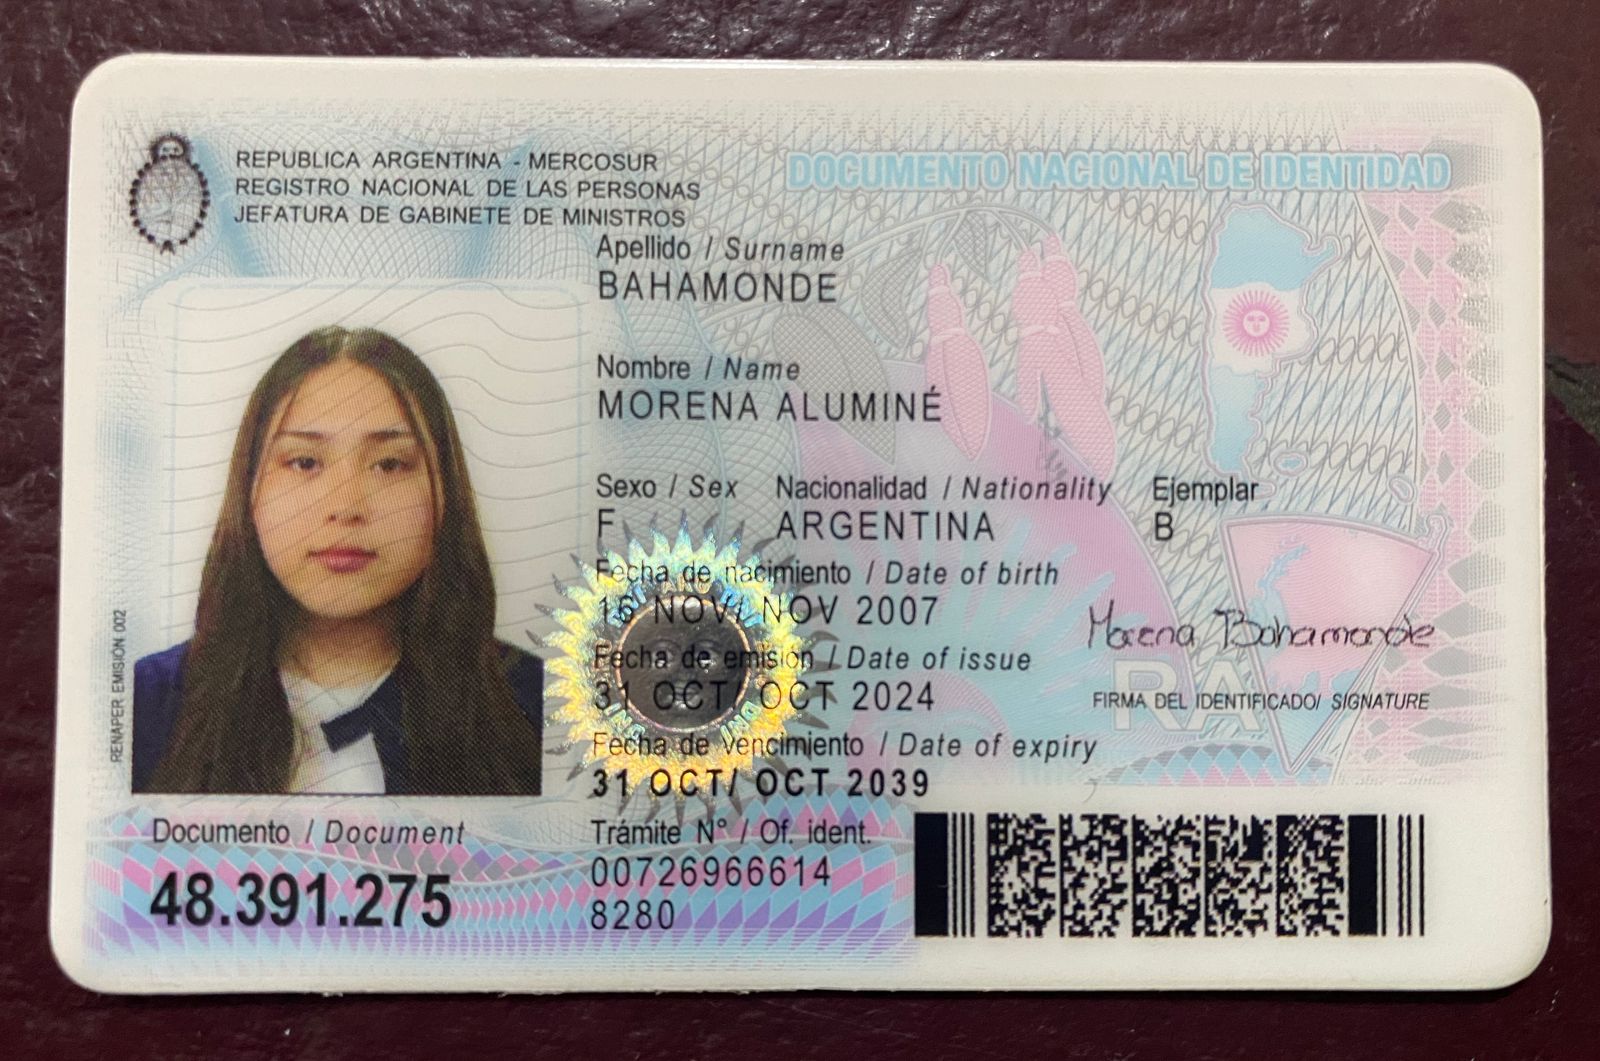 REPUBLICA ARGENTINA - MERCOSUR
REGISTRO NACIONAL DE LAS PERSONAS
JEFATURA DE GABINETE DE MINISTROS
DOCUMENTO NACIONAL DE IDENTIDAD
Apellido / Surname
BAHAMONDE
Nombre / Name
MORENA ALUMINÉ
Sexo / Sex Nacionalidad / Nationality Ejemplar
F ARGENTINA B
Fecha de nacimiento / Date of birth
16 NOV/ NOV 2007
Fecha de emisión / Date of issue
31 OCT/ OCT 2024
Fecha de vencimiento / Date of expiry
31 OCT/ OCT 2039
Morena Bahamonde
RA
FIRMA DEL IDENTIFICADO/ SIGNATURE
RENAPER EMISIÓN 002
Documento / Document
48.391.275
Trámite N° / Of. ident.
00726966614
8280